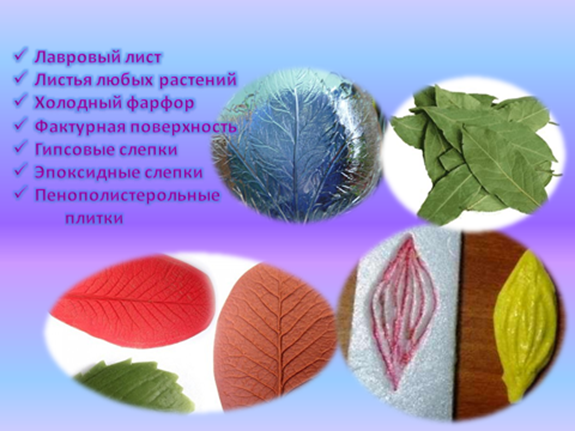 Лавровый лист
Листья любых растений
Холодный фарфор
Фактурная поверхность
Гипсовые слепки
Эпоксидные слепки
Пенополистерольные
плитки